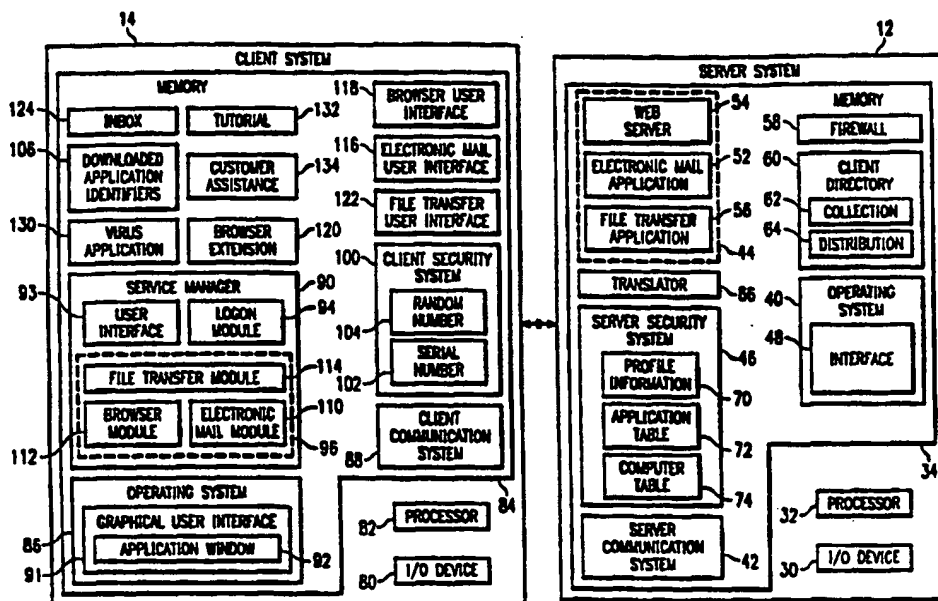 14
12
CLIENT SYSTEM
MEMORY
124
INBOX
TUTORIAL
132
106
DOWNLOADED
APPLICATION
IDENTIFIERS
CUSTOMER
ASSISTANCE
134
130
VIRUS
APPLICATION
BROWSER
EXTENSION
120
118
BROWSER USER
INTERFACE
116
ELECTRONIC MAIL
USER INTERFACE
122
FILE TRANSFER
USER INTERFACE
SERVICE MANAGER
90
93
USER
INTERFACE
LOGON
MODULE
94
FILE TRANSFER MODULE
114
BROWSER
MODULE
ELECTRONIC
MAIL MODULE
110
112
96
100
CLIENT SECURITY
SYSTEM
RANDOM
NUMBER
104
SERIAL
NUMBER
102
CLIENT
COMMUNICATION
SYSTEM
88
OPERATING SYSTEM
GRAPHICAL USER INTERFACE
86
APPLICATION WINDOW
91
92
84
82
PROCESSOR
80
I/O DEVICE
SERVER SYSTEM
54
WEB
SERVER
ELECTRONIC MAIL
APPLICATION
52
FILE TRANSFER
APPLICATION
56
44
TRANSLATOR
66
SERVER SECURITY
SYSTEM
46
PROFILE
INFORMATION
70
APPLICATION
TABLE
72
COMPUTER
TABLE
74
SERVER
COMMUNICATION
SYSTEM
42
MEMORY
58
FIREWALL
60
CLIENT
DIRECTORY
62
COLLECTION
64
DISTRIBUTION
40
OPERATING
SYSTEM
48
INTERFACE
34
32
PROCESSOR
30
I/O DEVICE